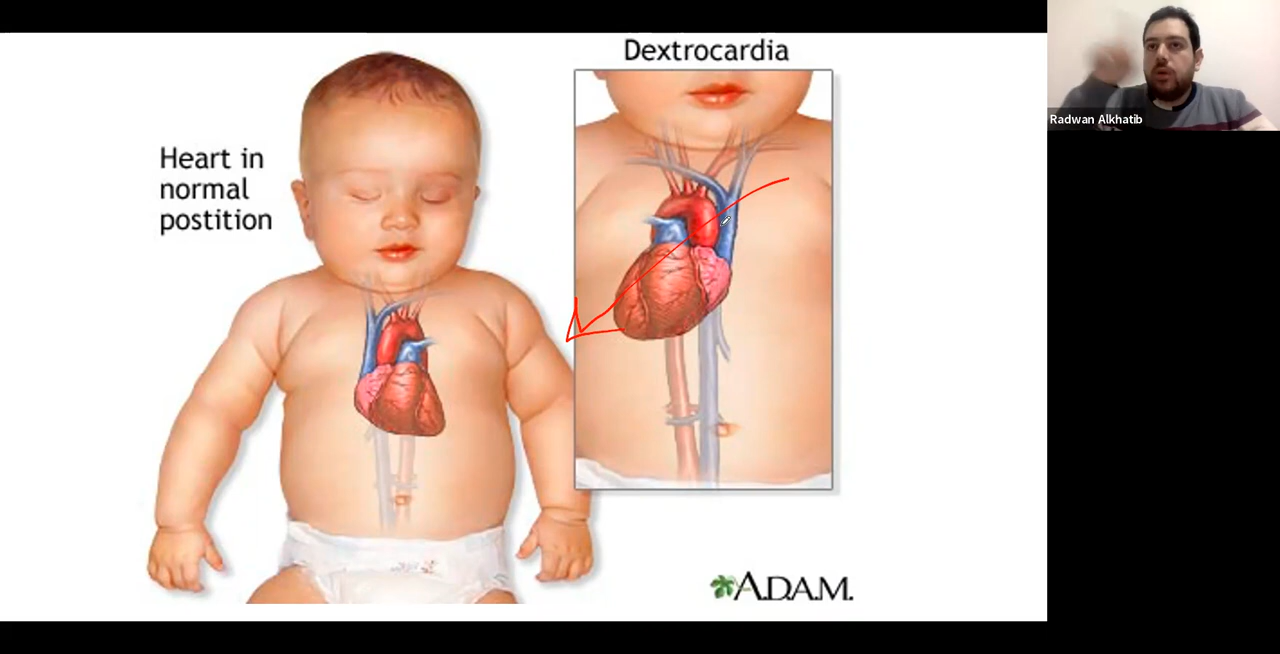 Dextrocardia
Heart in
normal
postition
Radwan Alkhatib
A.D.A.M.